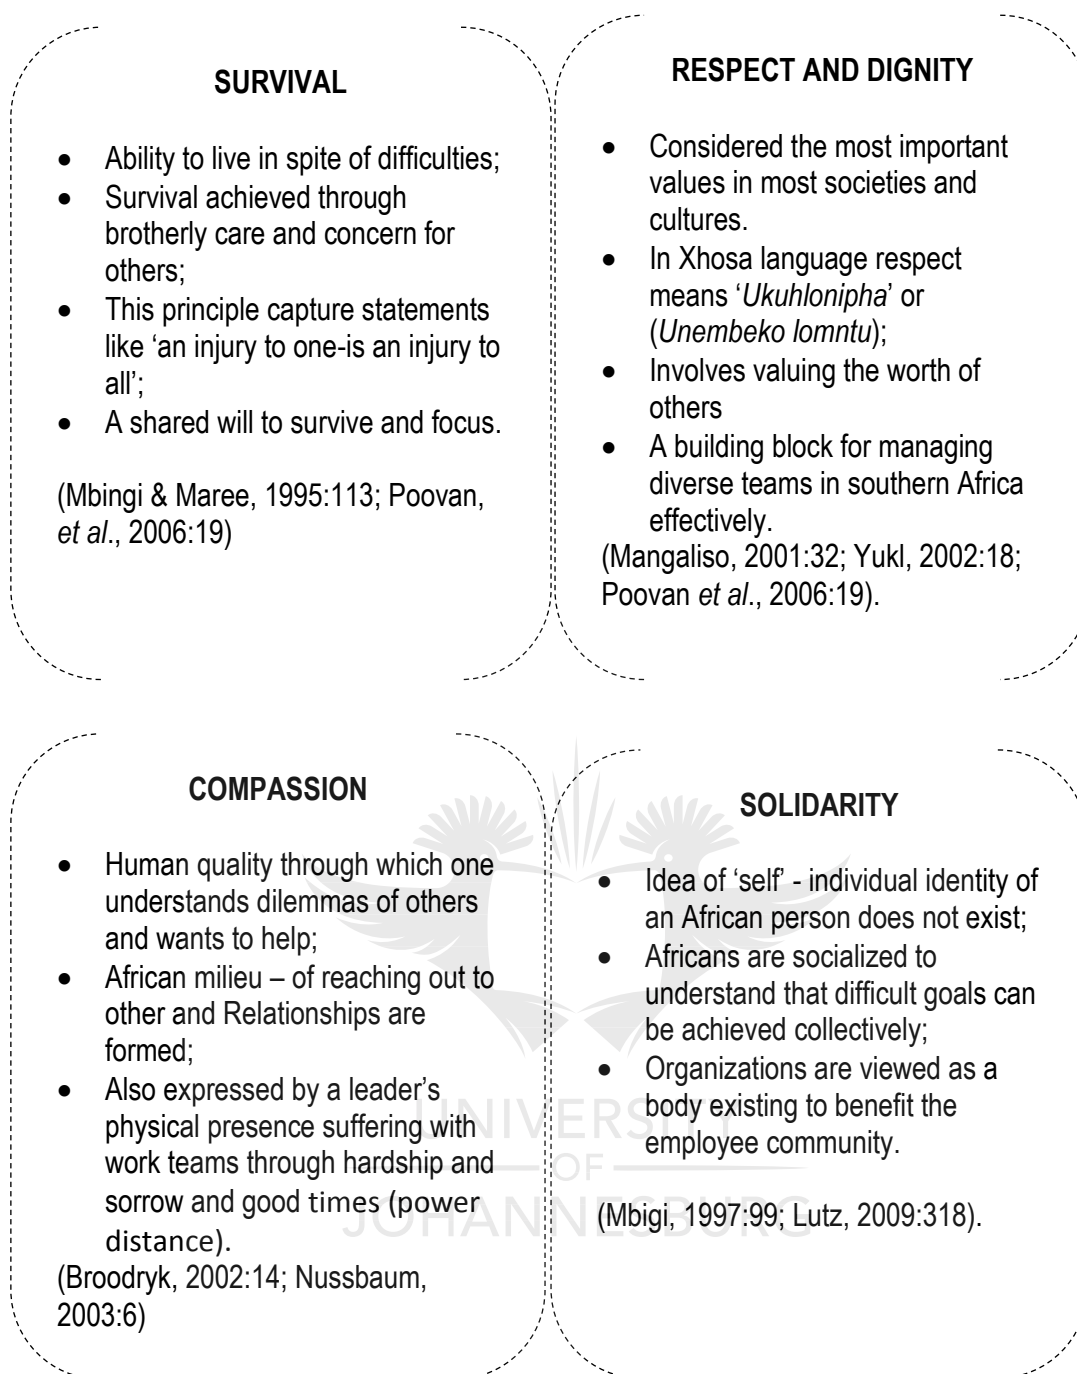 SURVIVAL
• Ability to live in spite of difficulties;
• Survival achieved through
brotherly care and concern for
others;
• This principle capture statements
like ‘an injury to one-is an injury to
all’;
• A shared will to survive and focus.
(Mbingi & Maree, 1995:113; Poovan,
et al., 2006:19)
RESPECT AND DIGNITY
• Considered the most important
values in most societies and
cultures.
• In Xhosa language respect
means ‘Ukuhlonipha’ or
(Unembeko lomntu);
• Involves valuing the worth of
others
• A building block for managing
diverse teams in southern Africa
effectively.
(Mangaliso, 2001:32; Yukl, 2002:18;
Poovan et al., 2006:19).
COMPASSION
• Human quality through which one
understands dilemmas of others
and wants to help;
• African milieu – of reaching out to
other and Relationships are
formed;
• Also expressed by a leader’s
physical presence suffering with
work teams through hardship and
sorrow and good times (power
distance).
(Broodryk, 2002:14; Nussbaum,
2003:6)
SOLIDARITY
• Idea of ‘self’ - individual identity of
an African person does not exist;
• Africans are socialized to
understand that difficult goals can
be achieved collectively;
• Organizations are viewed as a
body existing to benefit the
employee community.
(Mbigi, 1997:99; Lutz, 2009:318).
UNIVERSITY
OF
JOHANNESBURG